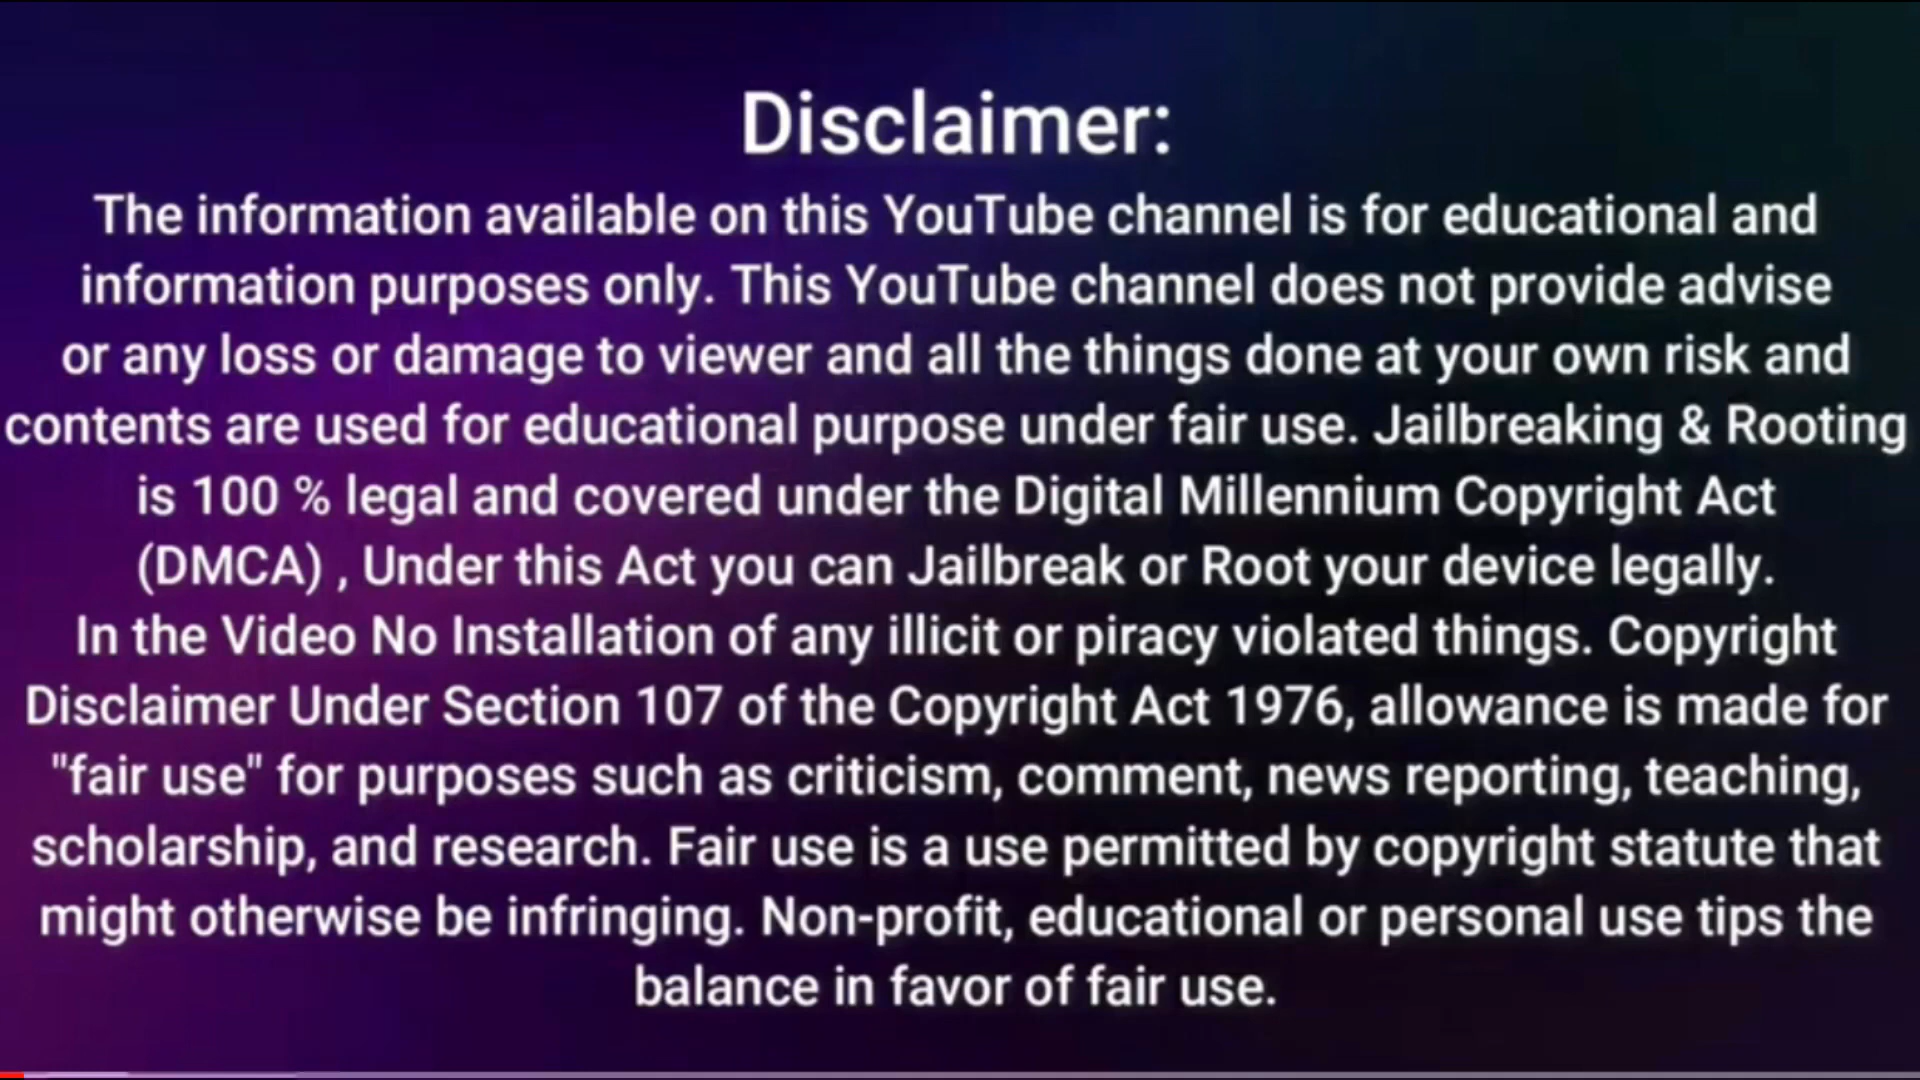 Disclaimer:
The information available on this YouTube channel is for educational and
information purposes only. This YouTube channel does not provide advise
or any loss or damage to viewer and all the things done at your own risk and
contents are used for educational purpose under fair use. Jailbreaking & Rooting
is 100 % legal and covered under the Digital Millennium Copyright Act
(DMCA) , Under this Act you can Jailbreak or Root your device legally.
In the Video No Installation of any illicit or piracy violated things. Copyright
Disclaimer Under Section 107 of the Copyright Act 1976, allowance is made for
"fair use" for purposes such as criticism, comment, news reporting, teaching,
scholarship, and research. Fair use is a use permitted by copyright statute that
might otherwise be infringing. Non-profit, educational or personal use tips the
balance in favor of fair use.